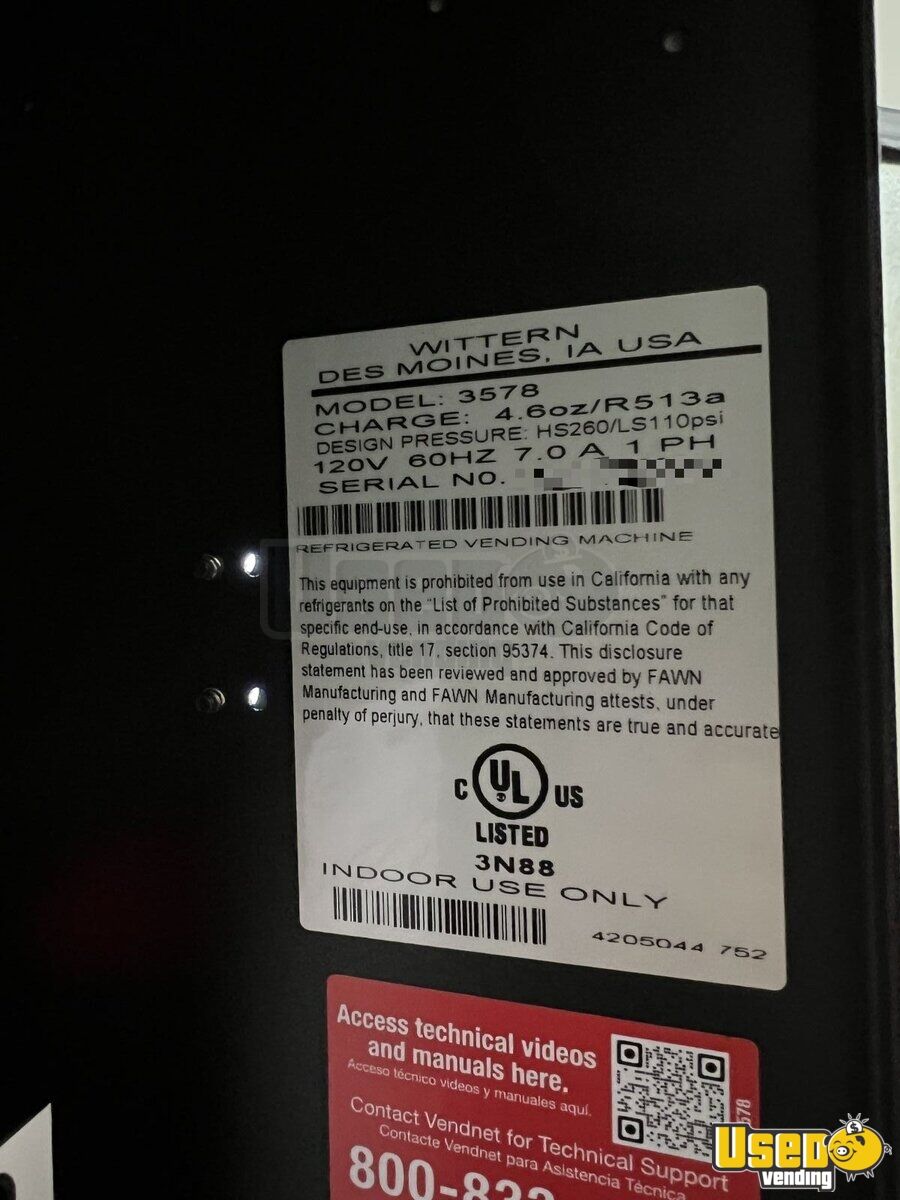 WITTERN
DES MOINES, IA USA
MODEL: 3578
CHARGE: 4.6oz/R513a
DESIGN PRESSURE: HS260/LS110psi
120V 60HZ 7.0 A 1 PH
SERIAL NO.
REFRIGERATED VENDING MACHINE
This equipment is prohibited from use in California with any
refrigerants on the "List of Prohibited Substances" for that
specific end-use, in accordance with California Code of
Regulations, title 17, section 95374. This disclosure
statement has been reviewed and approved by FAWN
Manufacturing and FAWN Manufacturing attests, under
penalty of perjury, that these statements are true and accurate
C UL US
LISTED
3N88
INDOOR USE ONLY
4205044 752
Access technical videos
and manuals here.
Acceso técnico videos y manuales aquí.
Contact Vendnet for Technical Support
Contacte Vendnet para Asistencia Técnica
Used
vending